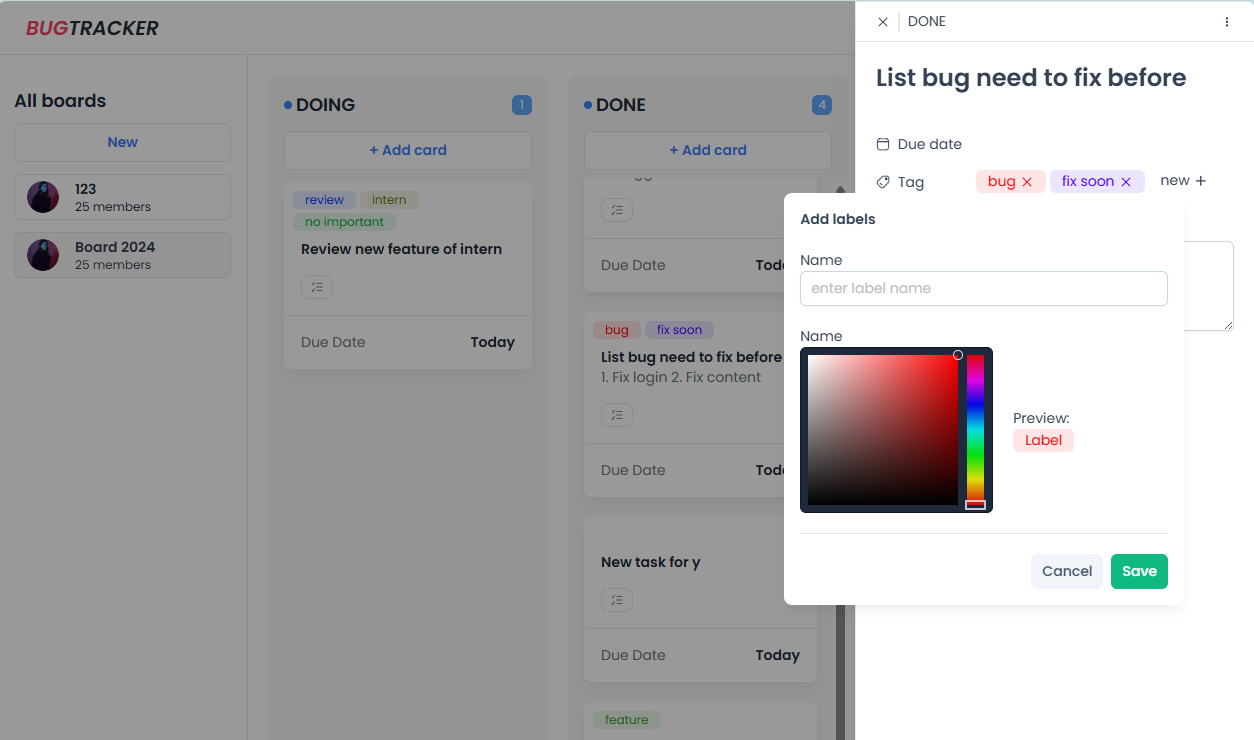 BUGTRACKER
All boards
New
123
25 members
Board 2024
25 members
DOING
1
+ Add card
review
intern
no important
Review new feature of intern
Due Date
Today
DONE
4
+ Add card
Due Date
bug
fix soon
List bug need to fix before
1. Fix login 2. Fix content
Due Date
New task for y
Due Date
Today
feature
DONE
List bug need to fix before
Due date
Tag
bug
fix soon
new +
Add labels
Name
enter label name
Name
Preview:
Label
Cancel
Save